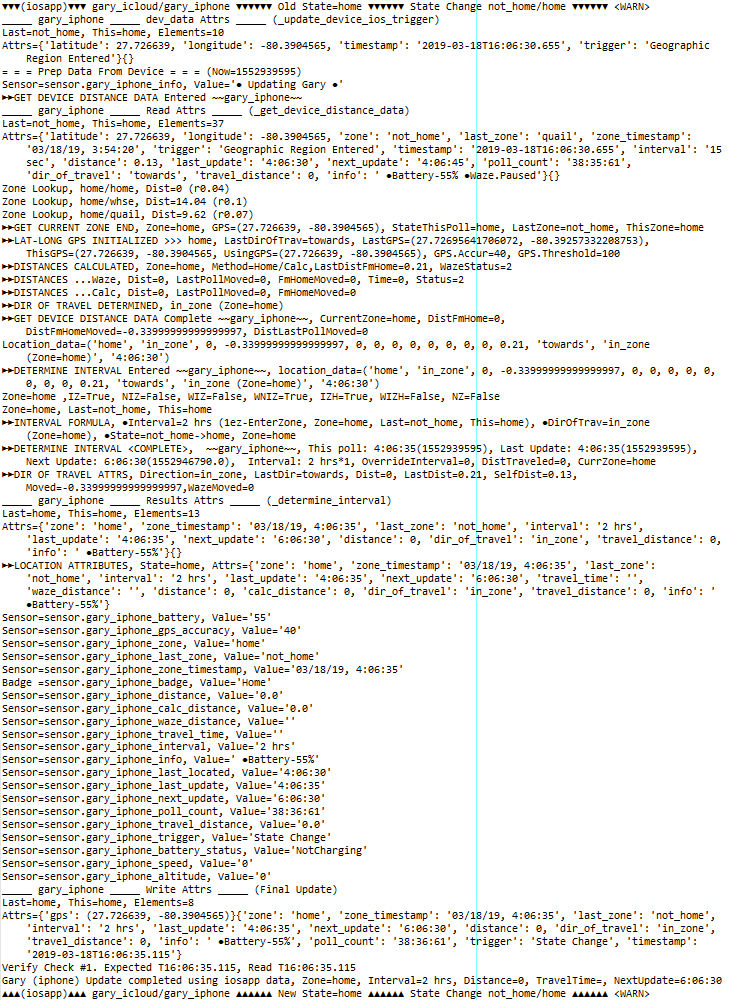 ▼▼▼(iosapp)▼▼▼ gary_icloud/gary_iphone ▼▼▼▼▼▼ Old State=home ▼▼▼▼▼▼ State Change not_home/home ▼▼▼▼▼▼ <WARN>
_____ gary_iphone _____ dev_data Attrs _____ (_update_device_ios_trigger)
Last=not_home, This=home, Elements=10
Attrs={'latitude': 27.726639, 'longitude': -80.3904565, 'timestamp': '2019-03-18T16:06:30.655', 'trigger': 'Geographic
Region Entered'}{}
= = = Prep Data From Device = = = (Now=1552939595)
Sensor=sensor.gary_iphone_info, Value='● Updating Gary ●'
▶▶GET DEVICE DISTANCE DATA Entered ~~gary_iphone~~
_____ gary_iphone _____ Read Attrs _____ (_get_device_distance_data)
Last=not_home, This=home, Elements=37
Attrs={'latitude': 27.726639, 'longitude': -80.3904565, 'zone': 'not_home', 'last_zone': 'quail', 'zone_timestamp':
'03/18/19, 3:54:20', 'trigger': 'Geographic Region Entered', 'timestamp': '2019-03-18T16:06:30.655', 'interval': '15
sec', 'distance': 0.13, 'last_update': '4:06:30', 'next_update': '4:06:45', 'poll_count': '38:35:61',
'dir_of_travel': 'towards', 'travel_distance': 0, 'info': ' ●Battery-55% ●Waze.Paused'}{}
Zone Lookup, home/home, Dist=0 (r0.04)
Zone Lookup, home/whse, Dist=14.04 (r0.1)
Zone Lookup, home/quail, Dist=9.62 (r0.07)
▶▶GET CURRENT ZONE END, Zone=home, GPS=(27.726639, -80.3904565), StateThisPoll=home, LastZone=not_home, ThisZone=home
▶▶LAT-LONG GPS INITIALIZED >>> home, LastDirOfTrav=towards, LastGPS=(27.72695641706072, -80.39257332208753),
ThisGPS=(27.726639, -80.3904565, UsingGPS=(27.726639, -80.3904565), GPS.Accur=40, GPS.Threshold=100
▶▶DISTANCES CALCULATED, Zone=home, Method=Home/Calc,LastDistFmHome=0.21, WazeStatus=2
▶▶DISTANCES ...Waze, Dist=0, LastPollMoved=0, FmHomeMoved=0, Time=0, Status=2
▶▶DISTANCES ...Calc, Dist=0, LastPollMoved=0, FmHomeMoved=0
▶▶DIR OF TRAVEL DETERMINED, in_zone (Zone=home)
▶▶GET DEVICE DISTANCE DATA Complete ~~gary_iphone~~, CurrentZone=home, DistFmHome=0,
DistFmHomeMoved=-0.33999999999999997, DistLastPollMoved=0
Location_data=('home', 'in_zone', 0, -0.33999999999999997, 0, 0, 0, 0, 0, 0, 0, 0, 0.21, 'towards', 'in_zone
(Zone=home)', '4:06:30')
▶▶DETERMINE INTERVAL Entered ~~gary_iphone~~, location_data=('home', 'in_zone', 0, -0.33999999999999997, 0, 0, 0, 0, 0,
0, 0, 0, 0.21, 'towards', 'in_zone (Zone=home)', '4:06:30')
Zone=home ,IZ=True, NIZ=False, WIZ=False, WNIZ=True, IZH=True, WIZH=False, NZ=False
Zone=home, Last=not_home, This=home
▶▶INTERVAL FORMULA, ●Interval=2 hrs (1ez-EnterZone, Zone=home, Last=not_home, This=home), ●DirOfTrav=in_zone
(Zone=home), ●State=not_home->home, Zone=home
▶▶DETERMINE INTERVAL <COMPLETE>,  ~~gary_iphone~~, This poll: 4:06:35(1552939595), Last Update: 4:06:35(1552939595),
Next Update: 6:06:30(1552946790.0),  Interval: 2 hrs*1, OverrideInterval=0, DistTraveled=0, CurrZone=home
▶▶DIR OF TRAVEL ATTRS, Direction=in_zone, LastDir=towards, Dist=0, LastDist=0.21, SelfDist=0.13,
Moved=-0.33999999999999997,WazeMoved=0
_____ gary_iphone _____ Results Attrs _____ (_determine_interval)
Last=home, This=home, Elements=13
Attrs={'zone': 'home', 'zone_timestamp': '03/18/19, 4:06:35', 'last_zone': 'not_home', 'interval': '2 hrs',
'last_update': '4:06:35', 'next_update': '6:06:30', 'distance': 0, 'dir_of_travel': 'in_zone', 'travel_distance': 0,
'info': ' ●Battery-55%'}{}
▶▶LOCATION ATTRIBUTES, State=home, Attrs={'zone': 'home', 'zone_timestamp': '03/18/19, 4:06:35', 'last_zone':
'not_home', 'interval': '2 hrs', 'last_update': '4:06:35', 'next_update': '6:06:30', 'travel_time': '',
'waze_distance': '', 'distance': 0, 'calc_distance': 0, 'dir_of_travel': 'in_zone', 'travel_distance': 0, 'info': '
●Battery-55%'}
Sensor=sensor.gary_iphone_battery, Value='55'
Sensor=sensor.gary_iphone_gps_accuracy, Value='40'
Sensor=sensor.gary_iphone_zone, Value='home'
Sensor=sensor.gary_iphone_last_zone, Value='not_home'
Sensor=sensor.gary_iphone_zone_timestamp, Value='03/18/19, 4:06:35'
Badge =sensor.gary_iphone_badge, Value='Home'
Sensor=sensor.gary_iphone_distance, Value='0.0'
Sensor=sensor.gary_iphone_calc_distance, Value='0.0'
Sensor=sensor.gary_iphone_waze_distance, Value=''
Sensor=sensor.gary_iphone_travel_time, Value=''
Sensor=sensor.gary_iphone_interval, Value='2 hrs'
Sensor=sensor.gary_iphone_info, Value=' ●Battery-55%'
Sensor=sensor.gary_iphone_last_located, Value='4:06:30'
Sensor=sensor.gary_iphone_last_update, Value='4:06:35'
Sensor=sensor.gary_iphone_next_update, Value='6:06:30'
Sensor=sensor.gary_iphone_poll_count, Value='38:36:61'
Sensor=sensor.gary_iphone_travel_distance, Value='0.0'
Sensor=sensor.gary_iphone_trigger, Value='State Change'
Sensor=sensor.gary_iphone_battery_status, Value='NotCharging'
Sensor=sensor.gary_iphone_speed, Value='0'
Sensor=sensor.gary_iphone_altitude, Value='0'
_____ gary_iphone _____ Write Attrs _____ (Final Update)
Last=home, This=home, Elements=8
Attrs={'gps': (27.726639, -80.3904565)}{'zone': 'home', 'zone_timestamp': '03/18/19, 4:06:35', 'last_zone': 'not_home',
'interval': '2 hrs', 'last_update': '4:06:35', 'next_update': '6:06:30', 'distance': 0, 'dir_of_travel': 'in_zone',
'travel_distance': 0, 'info': ' ●Battery-55%', 'poll_count': '38:36:61', 'trigger': 'State Change', 'timestamp':
'2019-03-18T16:06:35.115'}
Verify Check #1. Expected T16:06:35.115, Read T16:06:35.115
Gary (iphone) Update completed using iosapp data, Zone=home, Interval=2 hrs, Distance=0, TravelTime=, NextUpdate=6:06:30
▲▲▲(iosapp)▲▲▲ gary_icloud/gary_iphone ▲▲▲▲▲▲ New State=home ▲▲▲▲▲▲ State Change not_home/home ▲▲▲▲▲▲ <WARN>